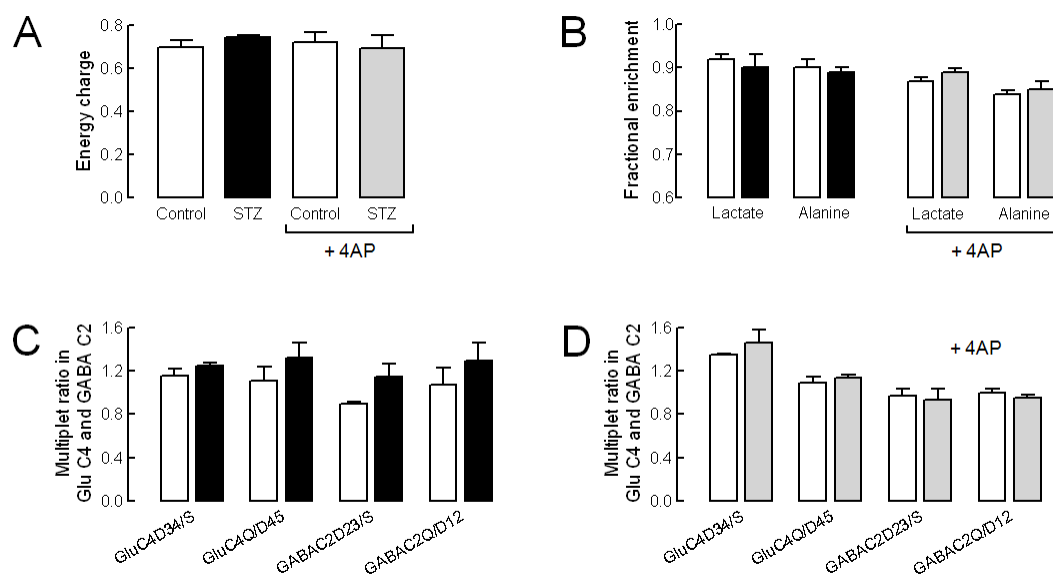 A
Energy charge
0.8
0.6
0.4
0.2
0.0
Control
STZ
Control
STZ
+ 4AP
B
Fractional enrichment
1.0
0.9
0.8
0.7
0.6
Lactate
Alanine
Lactate
Alanine
+ 4AP
C
Multiplet ratio in
Glu C4 and GABA C2
1.6
1.2
0.8
0.4
0.0
GluC4D34/S
GluC4Q/D45
GABAC2D23/S
GABAC2Q/D12
D
+ 4AP
Multiplet ratio in
Glu C4 and GABA C2
1.6
1.2
0.8
0.4
0.0
GluC4D34/S
GluC4Q/D45
GABAC2D23/S
GABAC2Q/D12